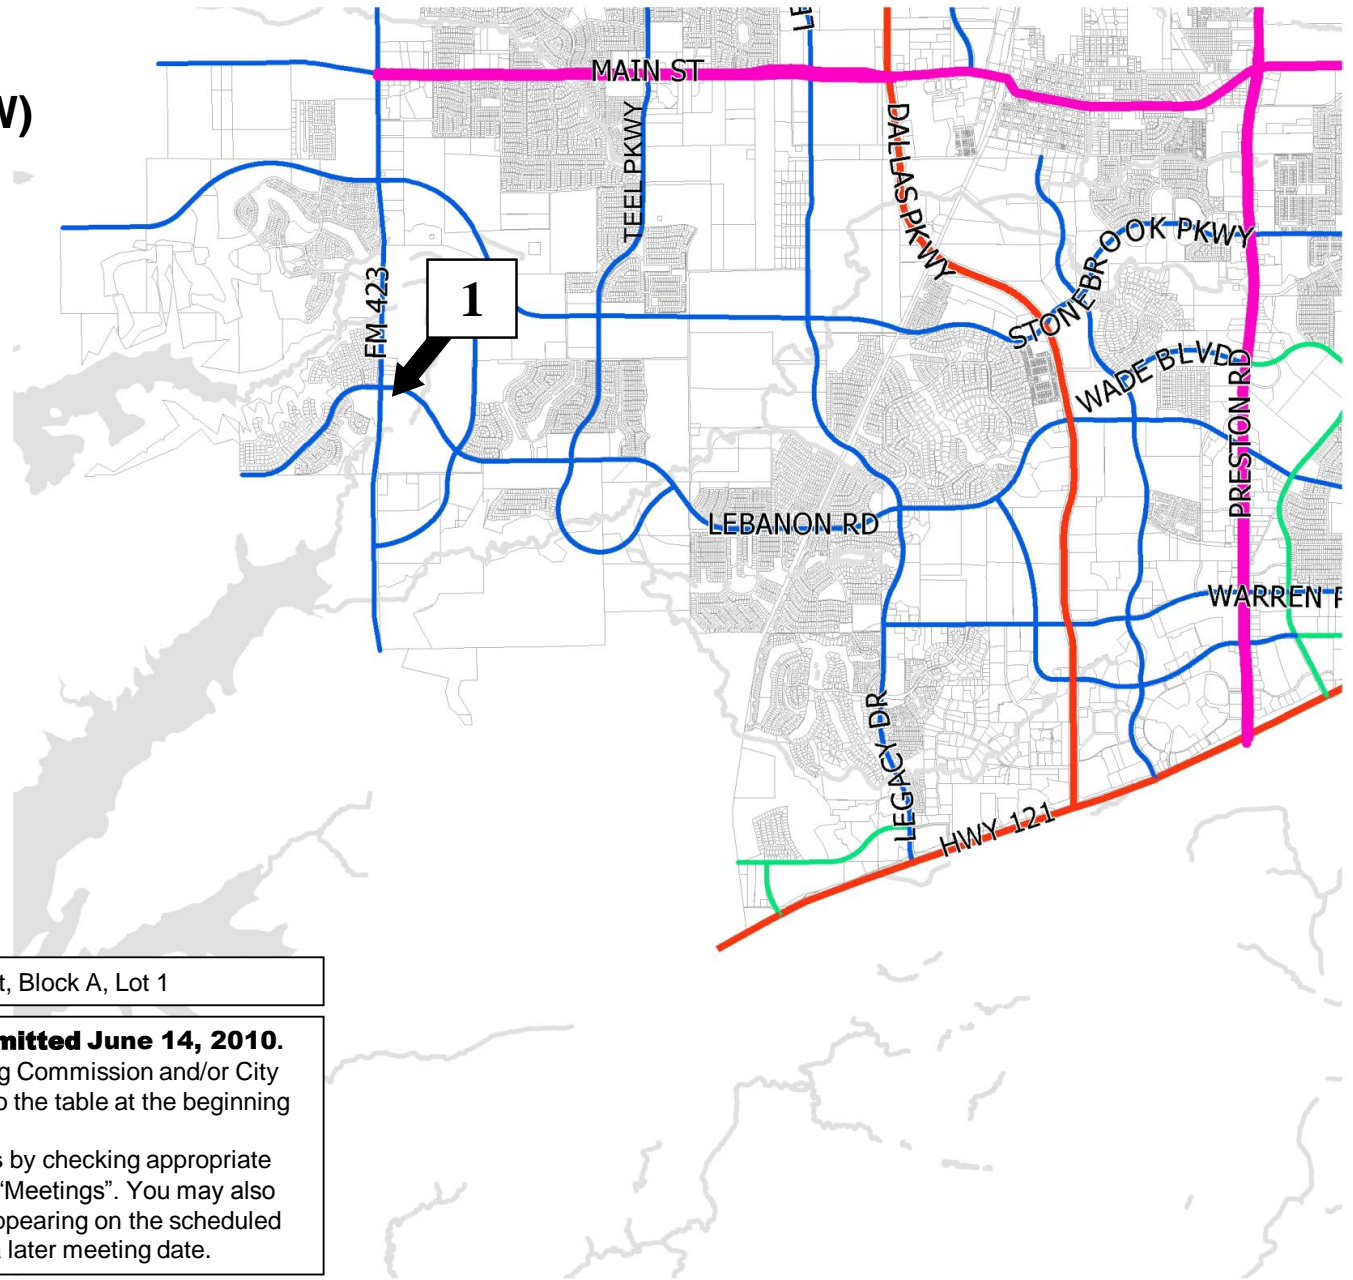 W)
LE
MAIN ST
TEEL PKWY
DALLAS PKWY
STONEBROOK PKWY
FM 423
1
WADE BLVD
PRESTON RD
LEBANON RD
WARREN P
LEGACY DR
HWY 121
t, Block A, Lot 1
mitted June 14, 2010.
g Commission and/or City
o the table at the beginning
s by checking appropriate
“Meetings”. You may also
ppearing on the scheduled
a later meeting date.